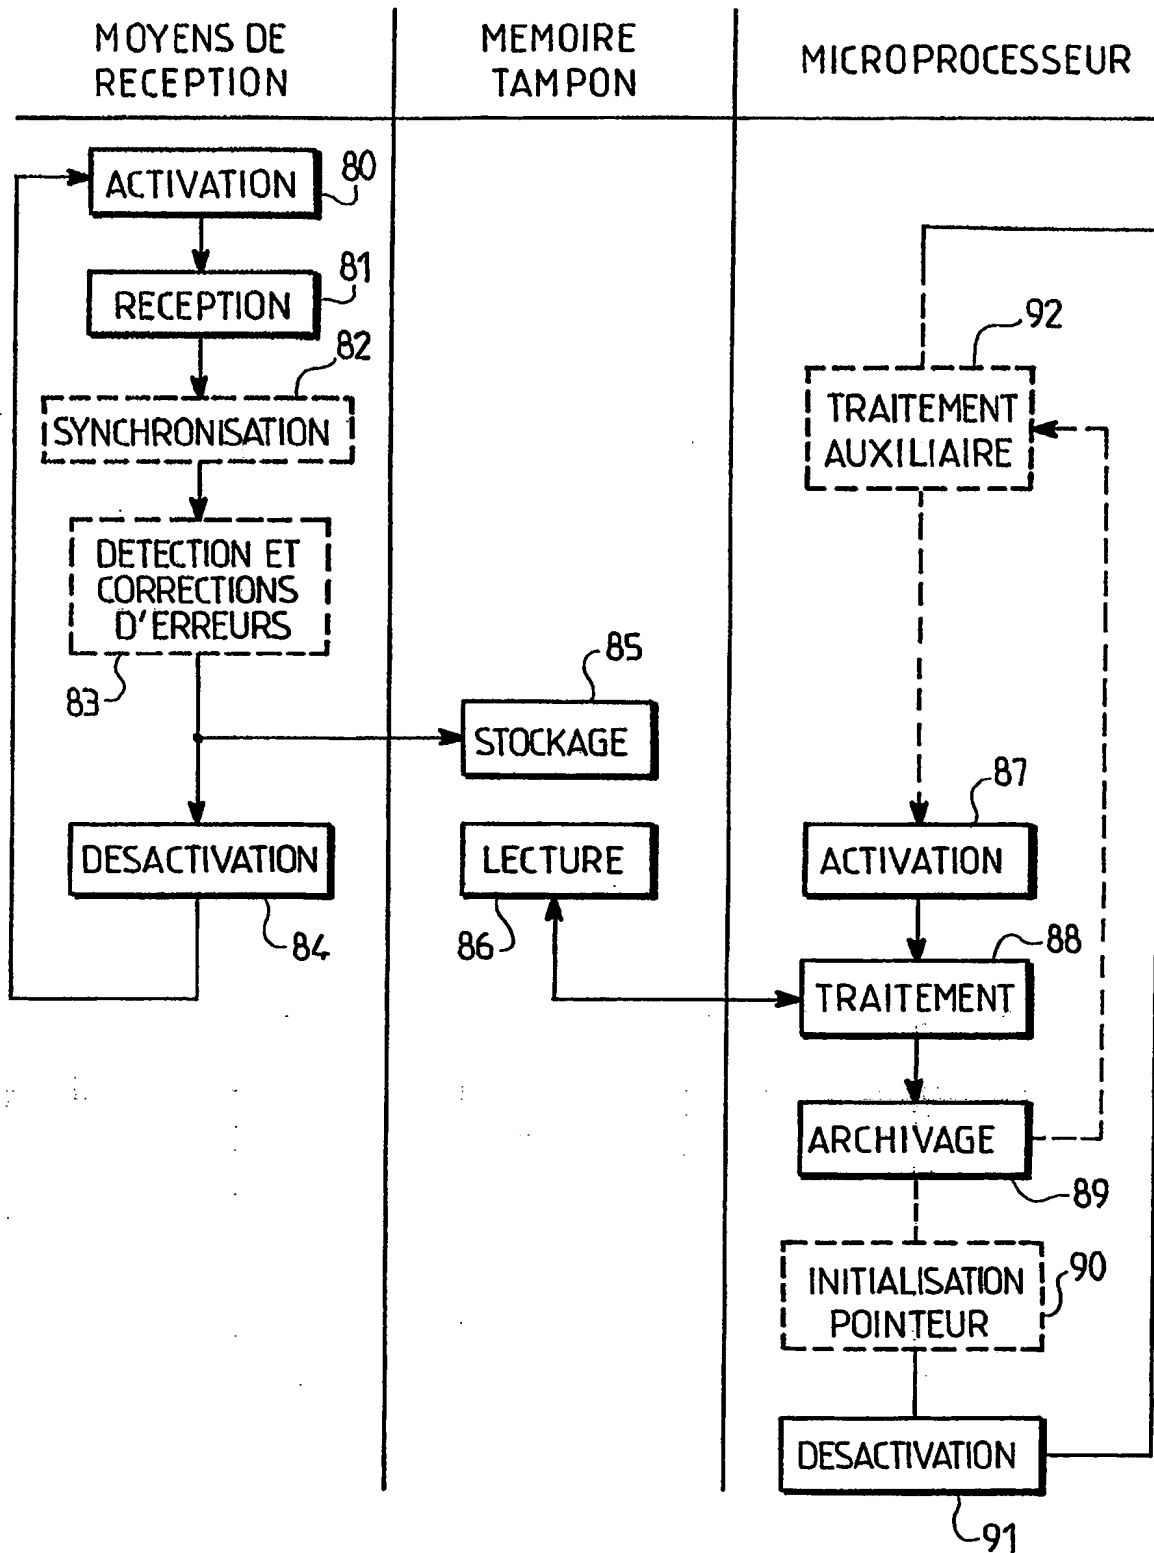 MOYENS DE
RECEPTION
MEMOIRE
TAMPON
MICROPROCESSEUR
ACTIVATION
80
RECEPTION
81
82
SYNCHRONISATION
DETECTION ET
CORRECTIONS
D'ERREURS
83
DESACTIVATION
84
85
STOCKAGE
LECTURE
86
92
TRAITEMENT
AUXILIAIRE
87
ACTIVATION
88
TRAITEMENT
ARCHIVAGE
89
INITIALISATION
POINTEUR
90
DESACTIVATION
91